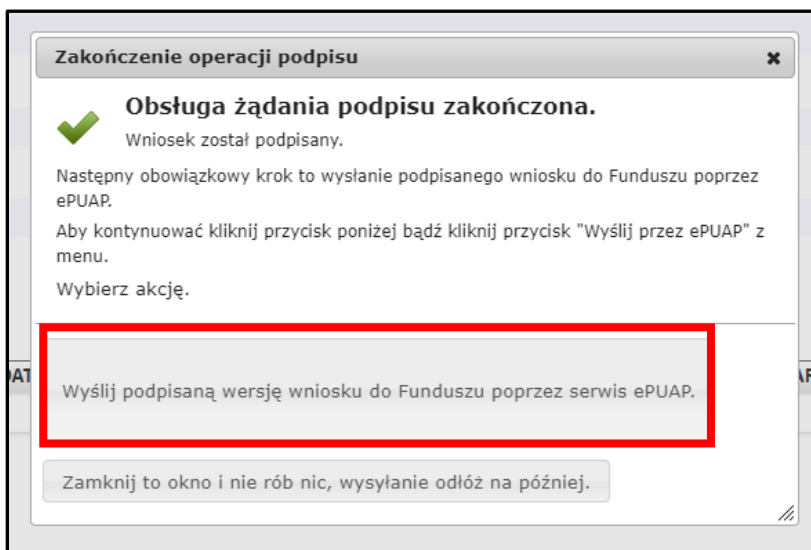 Zakończenie operacji podpisu
Obsługa żądania podpisu zakończona.
Wniosek został podpisany.
Następny obowiązkowy krok to wysłanie podpisanego wniosku do Funduszu poprzez
ePUAP.
Aby kontynuować kliknij przycisk poniżej bądź kliknij przycisk "Wyślij przez ePUAP" z
menu.
Wybierz akcję.
Wyślij podpisaną wersję wniosku do Funduszu poprzez serwis ePUAP.
Zamknij to okno i nie rób nic, wysyłanie odłóż na później.